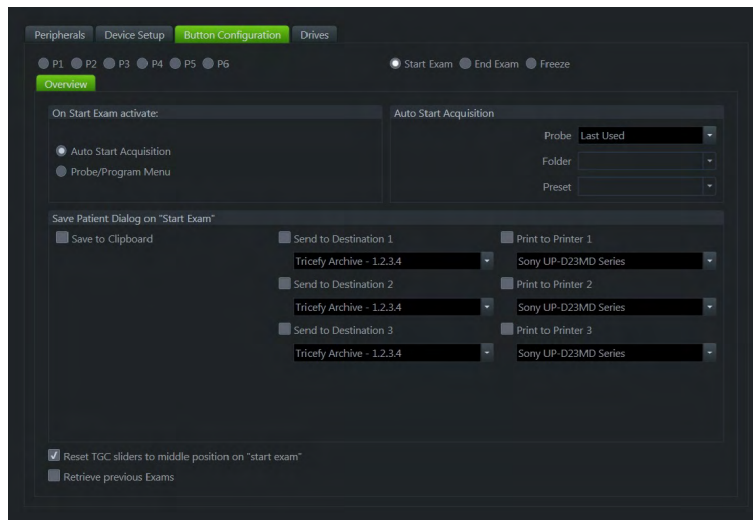 Peripherals Device Setup Button Configuration Drives
P1 P2 P3 P4 P5 P6 Start Exam End Exam Freeze
Overview
On Start Exam activate: Auto Start Acquisition
Probe Last Used
Auto Start Acquisition
Folder
Probe/Program Menu
Preset
Save Patient Dialog on "Start Exam"
Save to Clipboard Send to Destination 1 Print to Printer 1
Tricefy Archive - 1.2.3.4 Sony UP-D23MD Series
Send to Destination 2 Print to Printer 2
Tricefy Archive - 1.2.3.4 Sony UP-D23MD Series
Send to Destination 3 Print to Printer 3
Tricefy Archive - 1.2.3.4 Sony UP-D23MD Series
Reset TGC sliders to middle position on "start exam"
Retrieve previous Exams